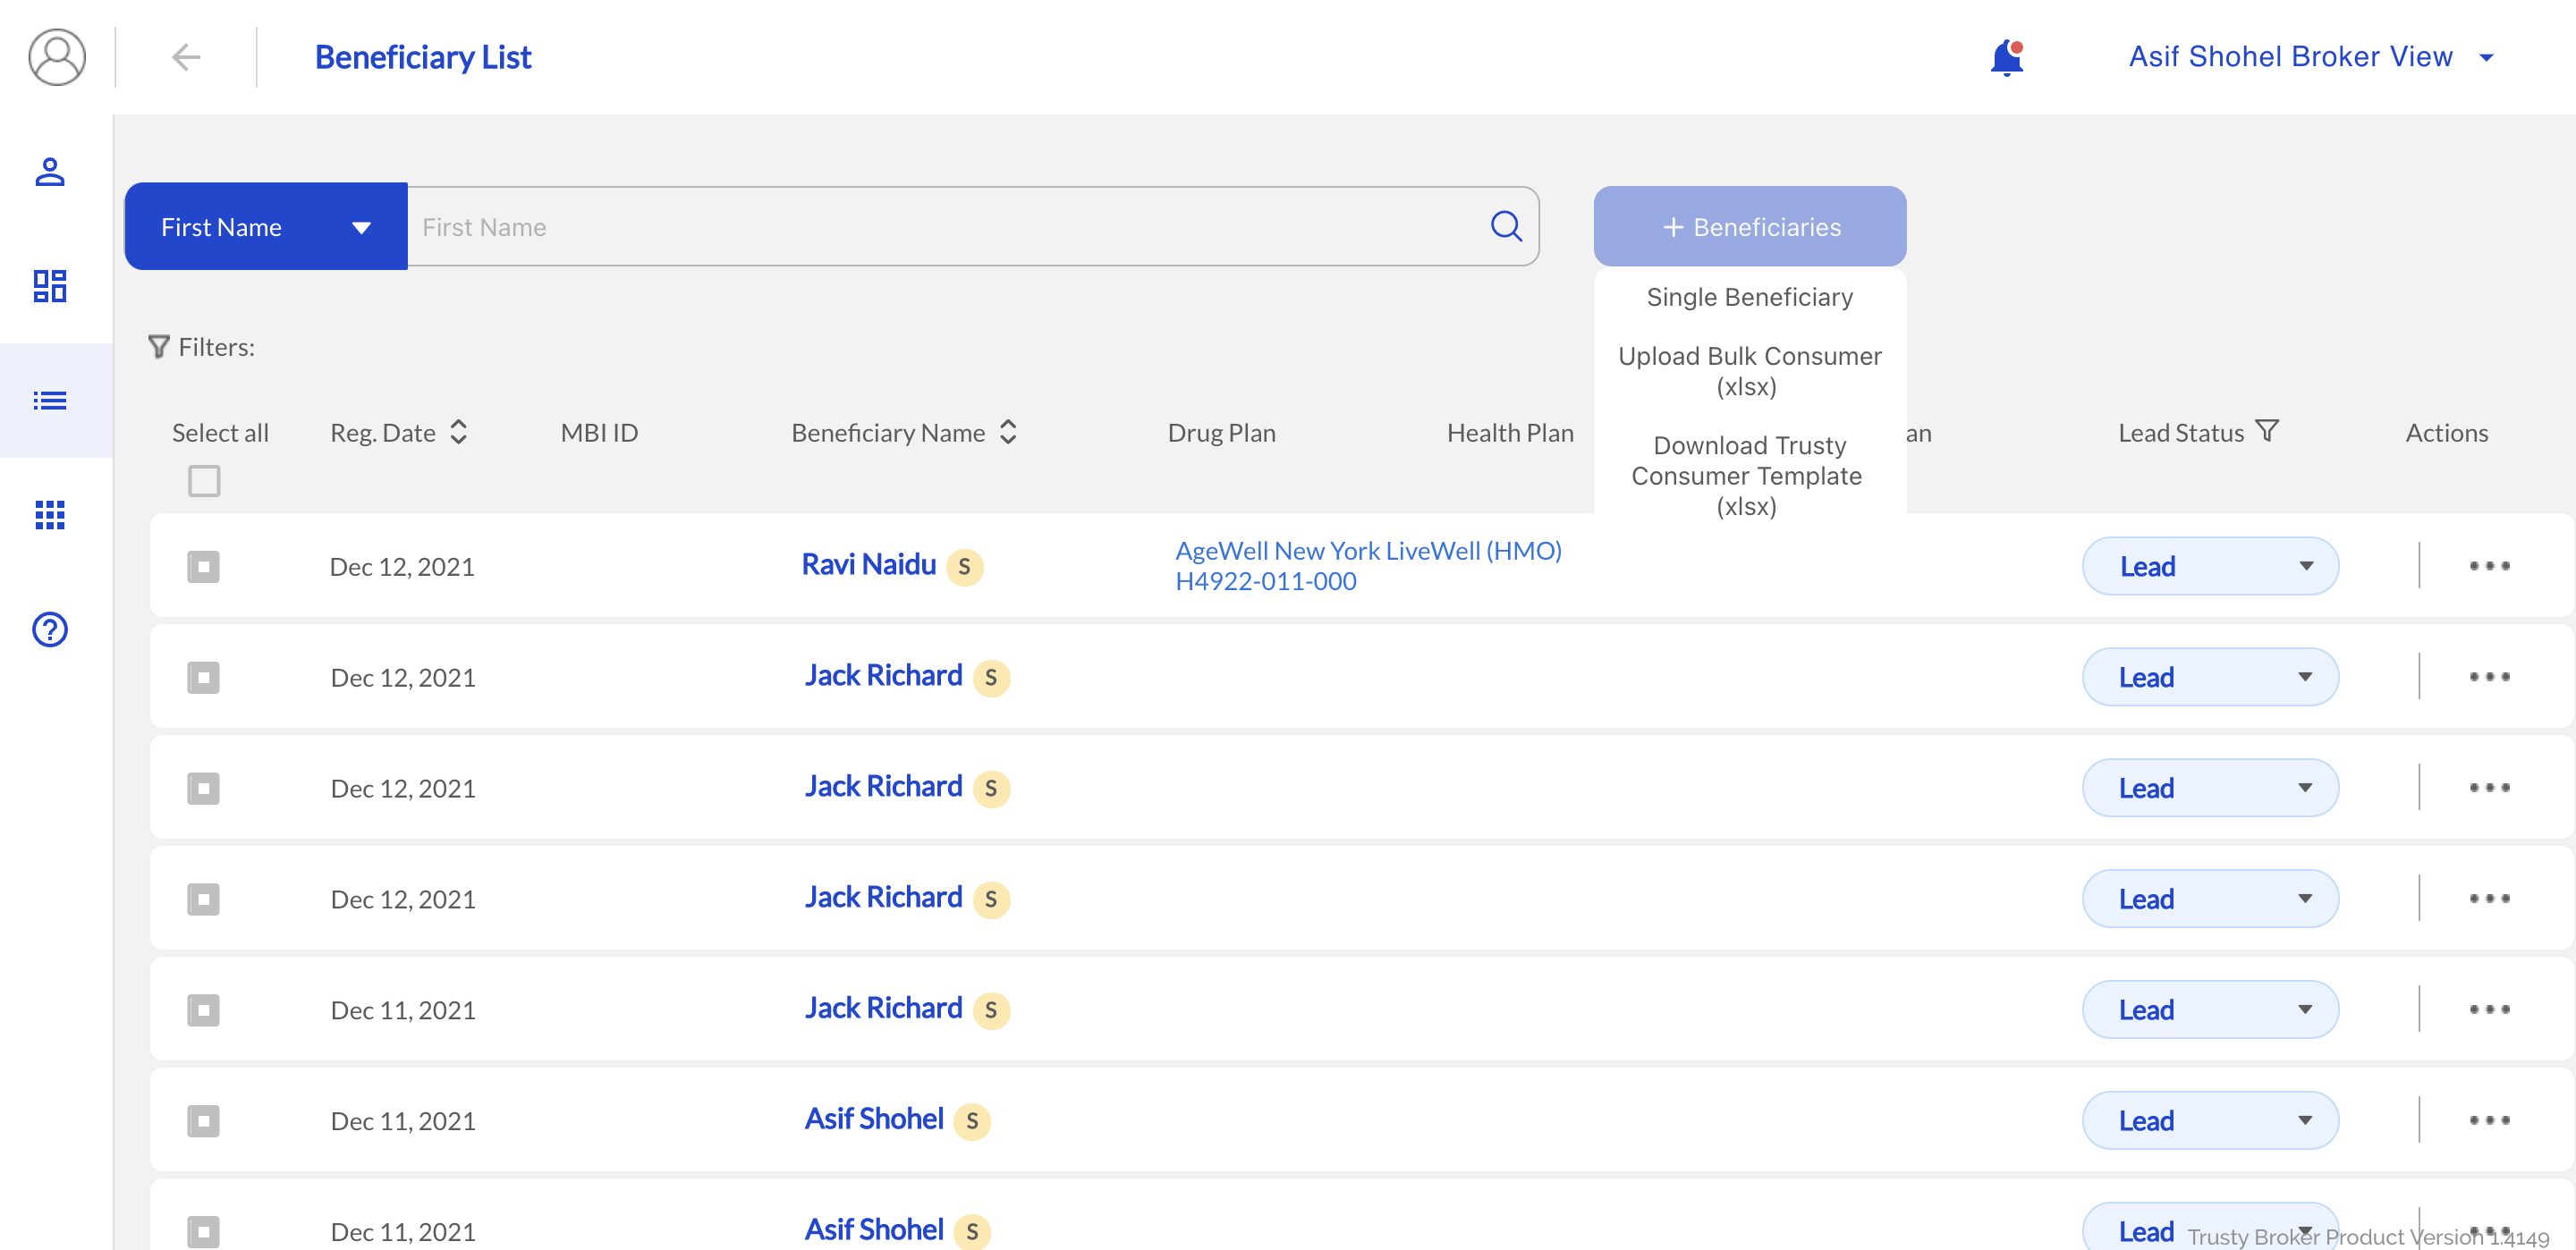 Beneficiary List
Asif Shohel Broker View
First Name
First Name
+ Beneficiaries
Single Beneficiary
Upload Bulk Consumer
(xlsx)
Download Trusty
Consumer Template
(xlsx)
Filters:
Select all
Reg. Date
MBI ID
Beneficiary Name
Drug Plan
Health Plan
an
Lead Status
Actions
Dec 12, 2021
Ravi Naidu S
AgeWell New York LiveWell (HMO)
H4922-011-000
Lead
Dec 12, 2021
Jack Richard S
Lead
Dec 12, 2021
Jack Richard S
Lead
Dec 12, 2021
Jack Richard S
Lead
Dec 11, 2021
Jack Richard S
Lead
Dec 11, 2021
Asif Shohel S
Lead
Dec 11, 2021
Asif Shohel S
Lead
Trusty Broker Product Version 1.4149